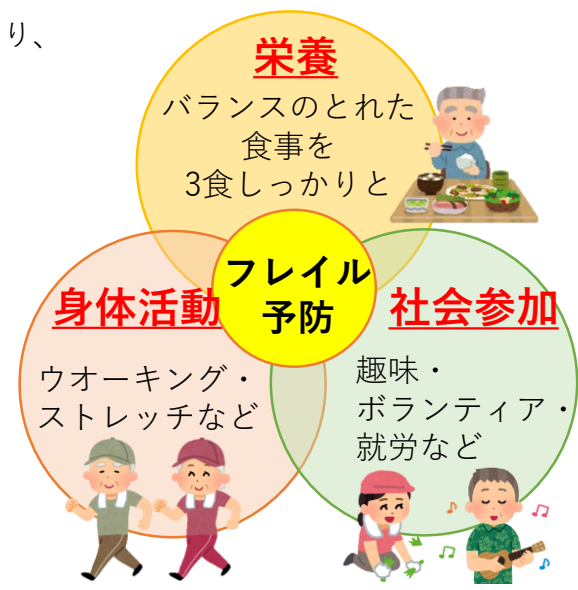 り、
栄養
バランスのとれた
食事を
3食しっかりと
フレイル
予防
身体活動
ウオーキング・
ストレッチなど
社会参加
趣味・
ボランティア・
就労など